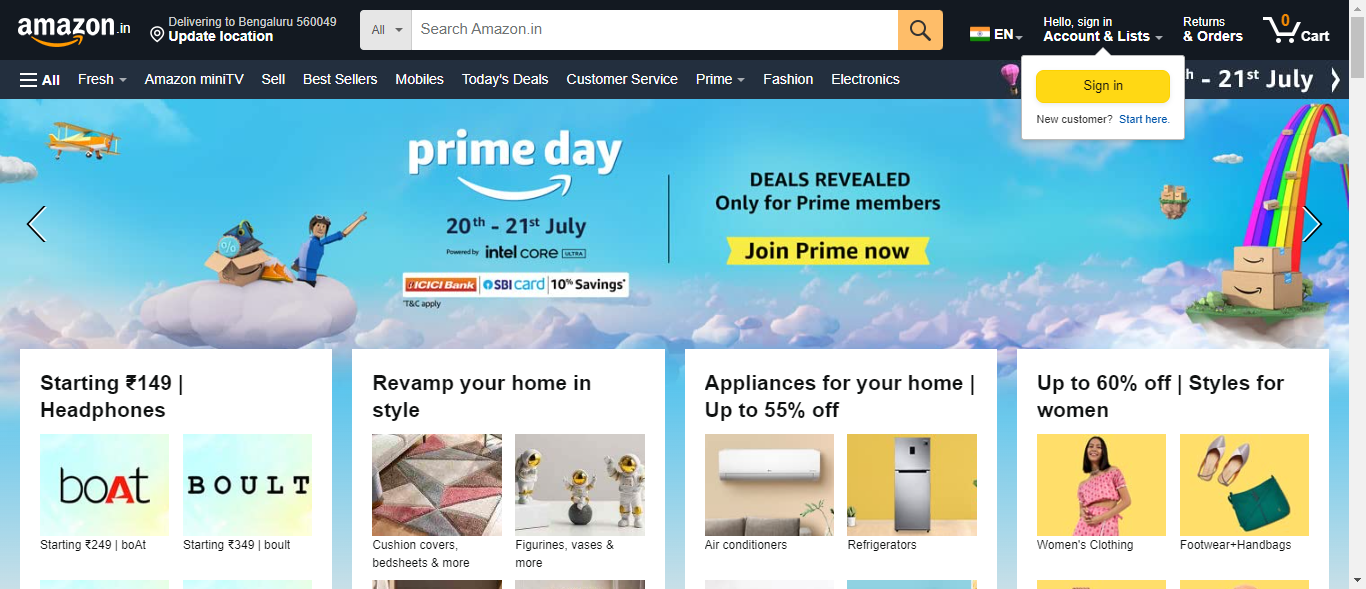 amazon.in
Delivering to Bengaluru 560049
Update location
All
Search Amazon.in
EN
Hello, sign in
Account & Lists
Returns
& Orders
0
Cart
All
Fresh
Amazon miniTV
Sell
Best Sellers
Mobiles
Today's Deals
Customer Service
Prime
Fashion
Electronics
h - 21st July
Sign in
New customer? Start here.
prime day
20th - 21st July
Powered by intel CORE ULTRA
ICICI Bank SBI card 10% Savings*
*T&C apply
DEALS REVEALED
Only for Prime members
Join Prime now
Starting ₹149 |
Headphones
boAt
BOULT
Starting ₹249 | boAt
Starting ₹349 | boult
Revamp your home in
style
Cushion covers,
bedsheets & more
Figurines, vases &
more
Appliances for your home |
Up to 55% off
Air conditioners
Refrigerators
Up to 60% off | Styles for
women
Women's Clothing
Footwear+Handbags